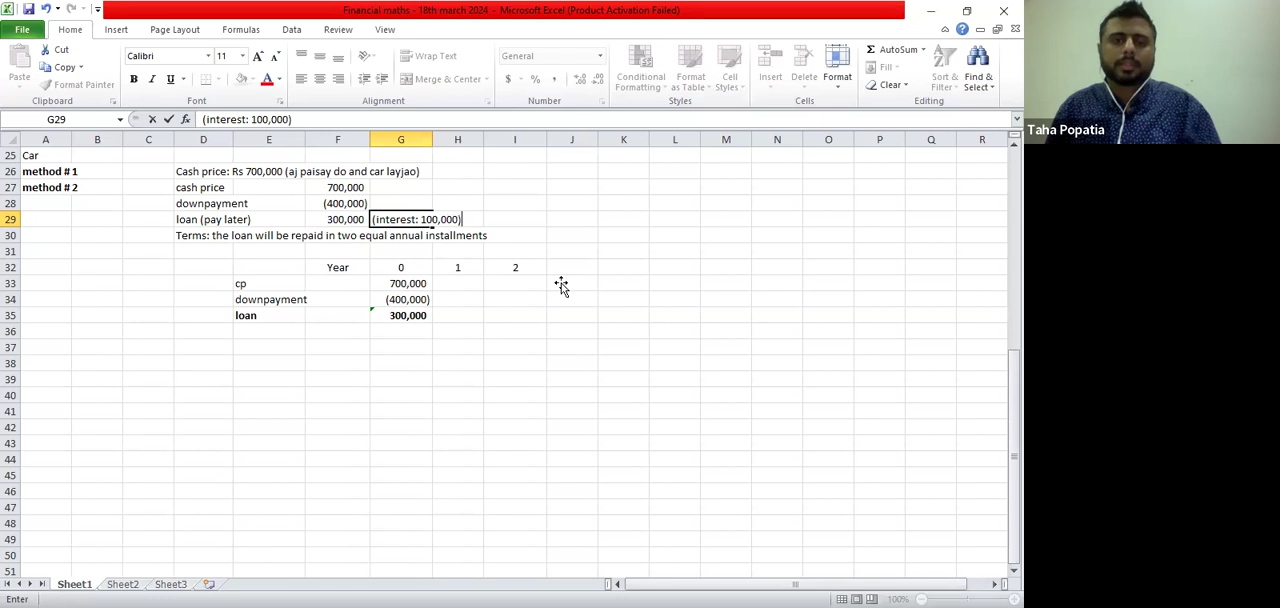 Financial maths - 18th march 2024 - Microsoft Excel (Product Activation Failed)
File Home Insert Page Layout Formulas Data Review View
Paste
Cut
Copy
Format Painter
Clipboard
Calibri 11
B I U A
Font
Wrap Text
Merge & Center
Alignment
General
$ % ,
Number
Conditional Formatting
Format as Table
Cell Styles
Styles
Insert Delete Format
Cells
Σ AutoSum
Fill
Clear
Sort & Filter
Find & Select
Editing
Taha Popatia
G29 fx (interest: 100,000)
A B C D E F G H I J K L M N O P Q R
25 Car
26 method # 1 Cash price: Rs 700,000 (aj paisay do and car layjao)
27 method # 2 cash price 700,000
28 downpayment (400,000)
29 loan (pay later) 300,000 (interest: 100,000)
30 Terms: the loan will be repaid in two equal annual installments
31
32 Year 0 1 2
33 cp 700,000
34 downpayment (400,000)
35 loan 300,000
36
37
38
39
40
41
42
43
44
45
46
47
48
49
50
51
Sheet1 Sheet2 Sheet3
Enter 100%